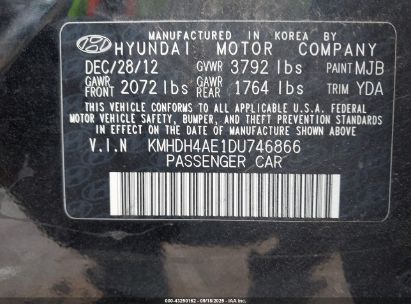 MANUFACTURED IN KOREA BY
HYUNDAI MOTOR COMPANY
DEC/28/12 GVWR 3792 lbs PAINT MJB
GAWR FRONT 2072 lbs GAWR REAR 1764 lbs TRIM YDA
THIS VEHICLE CONFORMS TO ALL APPLICABLE U.S.A. FEDERAL
MOTOR VEHICLE SAFETY, BUMPER, AND THEFT PREVENTION
STANDARDS IN EFFECT ON THE DATE OF MANUFACTURE SHOWN ABOVE.
V.I.N KMHDH4AE1DU746866
PASSENGER CAR